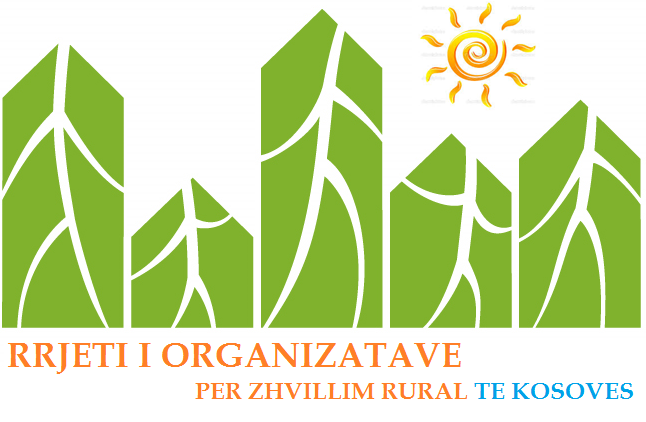 RRJETI I ORGANIZATAVE
PER ZHVILLIM RURAL TE KOSOVES